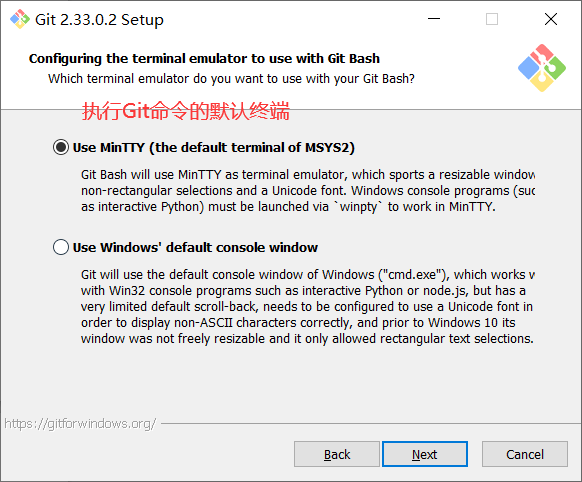 Git 2.33.0.2 Setup
Configuring the terminal emulator to use with Git Bash
Which terminal emulator do you want to use with your Git Bash?
执行Git命令的默认终端
Use MinTTY (the default terminal of MSYS2)
Git Bash will use MinTTY as terminal emulator, which sports a resizable window
non-rectangular selections and a Unicode font. Windows console programs (suc
as interactive Python) must be launched via `winpty` to work in MinTTY.
Use Windows' default console window
Git will use the default console window of Windows ("cmd.exe"), which works w
with Win32 console programs such as interactive Python or node.js, but has a
very limited default scroll-back, needs to be configured to use a Unicode font in
order to display non-ASCII characters correctly, and prior to Windows 10 its
window was not freely resizable and it only allowed rectangular text selections.
https://gitforwindows.org/
Back Next Cancel